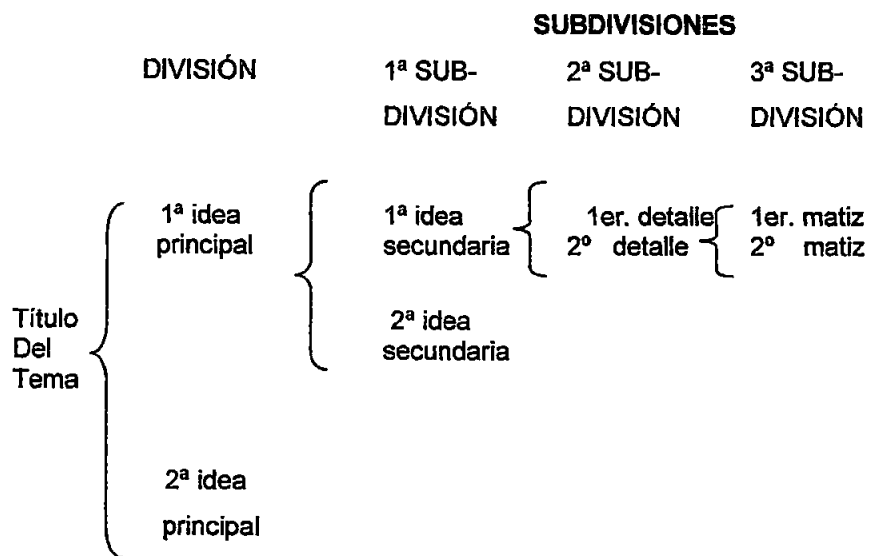 SUBDIVISIONES
DIVISIÓN 1ª SUB- 2ª SUB- 3ª SUB-
DIVISIÓN DIVISIÓN DIVISIÓN
1ª idea
principal
1ª idea
secundaria
1er. detalle
2º detalle
1er. matiz
2º matiz
2ª idea
secundaria
Título
Del
Tema
2ª idea
principal